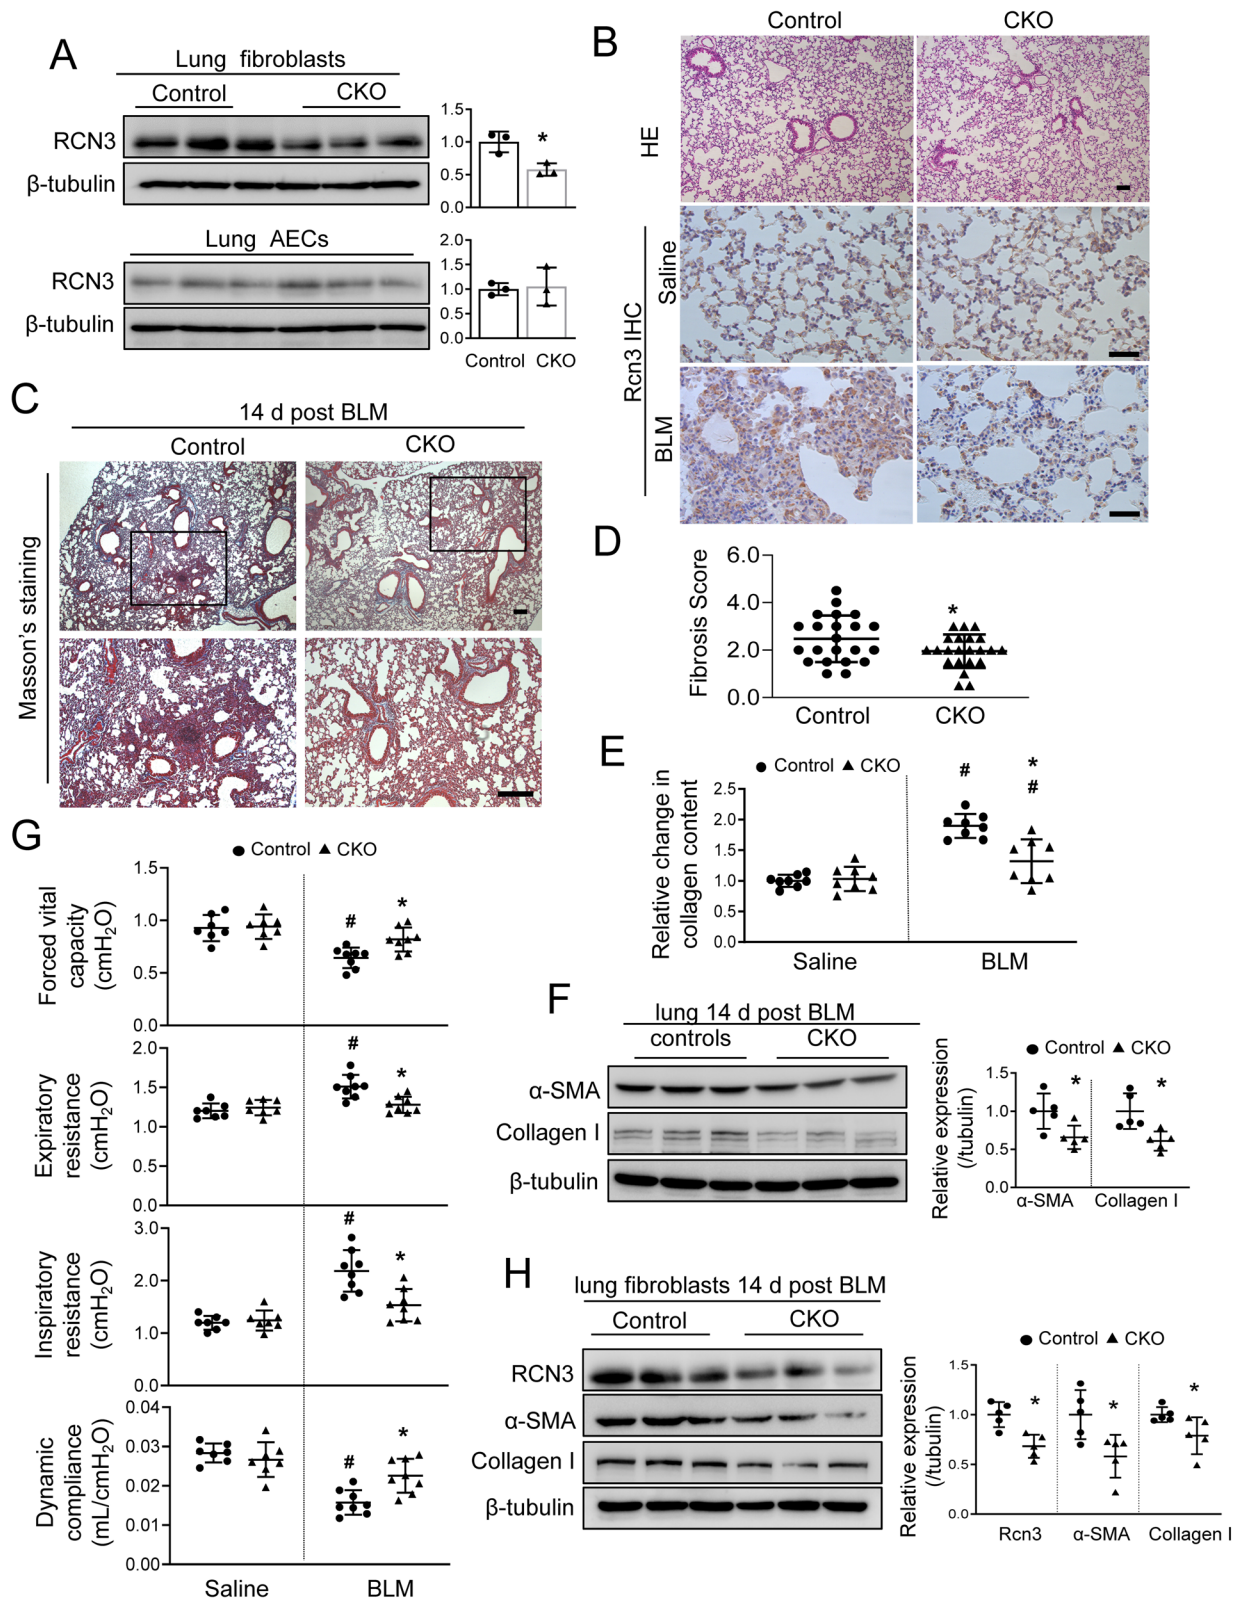 A
Lung fibroblasts
Control CKO
RCN3
β-tubulin
1.5
1.0
0.5
0.0
*
Lung AECs
RCN3
β-tubulin
2.0
1.5
1.0
0.5
0.0
Control CKO
B
Control CKO
HE
Rcn3 IHC
Saline
BLM
C
14 d post BLM
Control CKO
Masson's staining
D
Fibrosis Score
6.0
4.0
2.0
0.0
*
Control CKO
E
Control CKO
Relative change in
collagen content
2.5
2.0
1.5
1.0
0.5
0.0
#
*
#
Saline BLM
F
lung 14 d post BLM
controls CKO
α-SMA
Collagen I
β-tubulin
Control CKO
Relative expression
(/tubulin)
1.5
1.0
0.5
0.0
* *
α-SMA Collagen I
G
Control CKO
Forced vital
capacity
(cmH2O)
1.5
1.0
0.5
0.0
# *
Expiratory
resistance
(cmH2O)
2.0
1.5
1.0
0.5
0.0
# *
Inspiratory
resistance
(cmH2O)
3.0
2.0
1.0
0.0
# *
Dynamic
compliance
(mL/cmH2O)
0.04
0.03
0.02
0.01
0.00
# *
Saline BLM
H
lung fibroblasts 14 d post BLM
Control CKO
RCN3
α-SMA
Collagen I
β-tubulin
Control CKO
Relative expression
(/tubulin)
1.5
1.0
0.5
0.0
* * *
Rcn3 α-SMA Collagen I